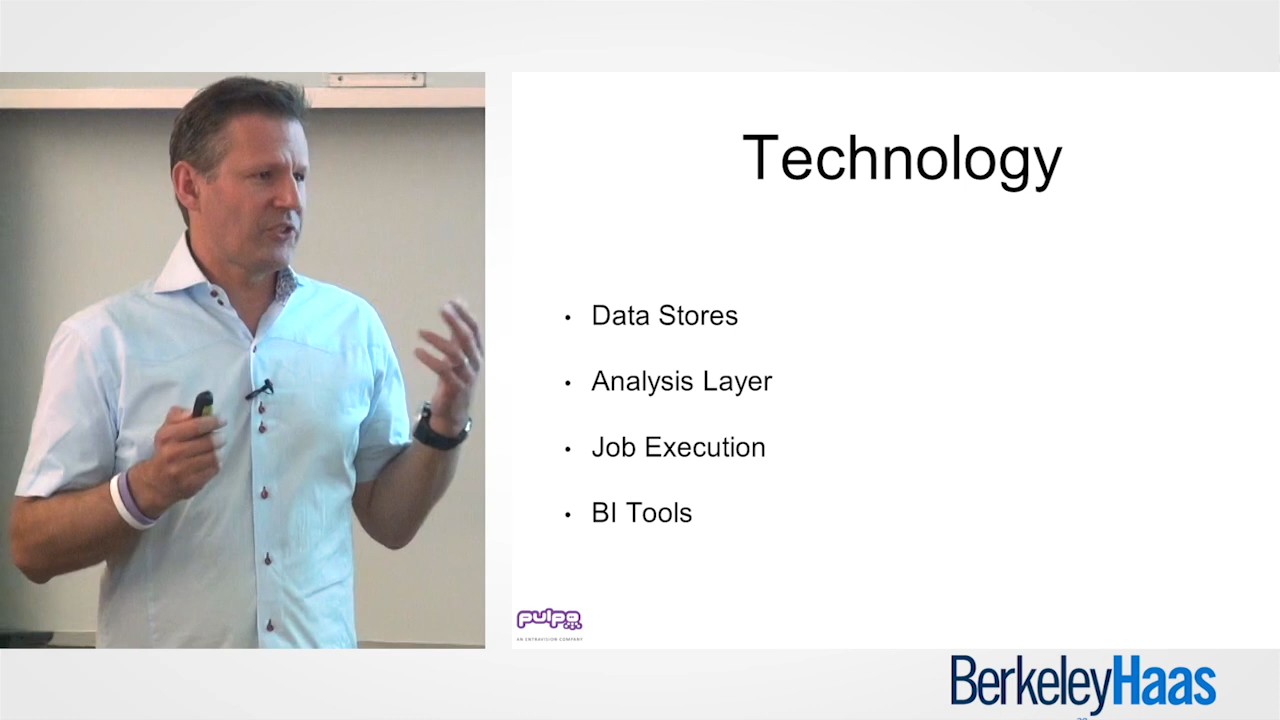 Technology
• Data Stores
• Analysis Layer
• Job Execution
• BI Tools
pulpo
AN ENTRAVISION COMPANY
BerkeleyHaas